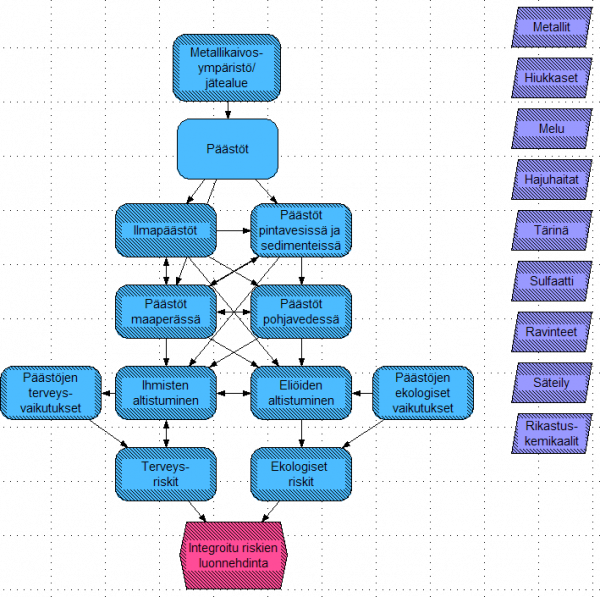 Metallikaivos-
ympäristö/
jätealue
Päästöt
Ilmapäästöt
Päästöt
pintavesissä ja
sedimenteissä
Päästöt
maaperässä
Päästöt
pohjavedessä
Päästöjen
terveys-
vaikutukset
Ihmisten
altistuminen
Eliöiden
altistuminen
Päästöjen
ekologiset
vaikutukset
Terveys-
riskit
Ekologiset
riskit
Integroitu riskien
luonnehdinta
Metallit
Hiukkaset
Melu
Hajuhaitat
Tärinä
Sulfaatti
Ravinteet
Säteily
Rikastus-
kemikaalit